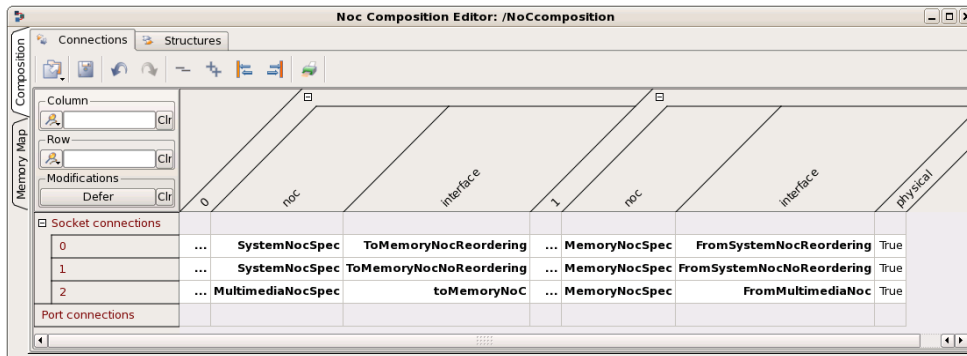 Noc Composition Editor: /NoCcomposition
Composition
Memory Map
Connections
Structures
Column
Clr
Row
Clr
Modifications
Defer
Clr
0
noc
interface
1
noc
interface
physical
Socket connections
0 ... SystemNocSpec ToMemoryNocReordering ... MemoryNocSpec FromSystemNocReordering True
1 ... SystemNocSpec ToMemoryNocNoReordering ... MemoryNocSpec FromSystemNocNoReordering True
2 ... MultimediaNocSpec toMemoryNoC ... MemoryNocSpec FromMultimediaNoc True
Port connections